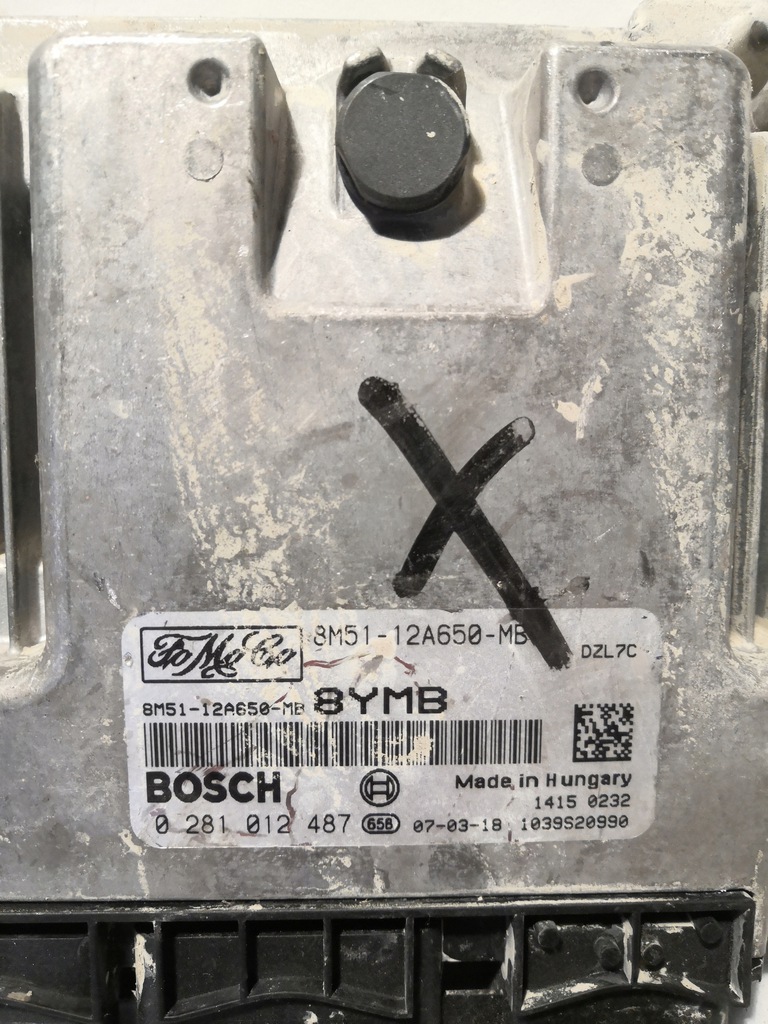 X
FoMoCo 8M51-12A650-MB
DZL7C
8M51-12A650-MB 8YMB
BOSCH
Made in Hungary
1415 0232
0 281 012 487 658 07-03-18 1039S20990